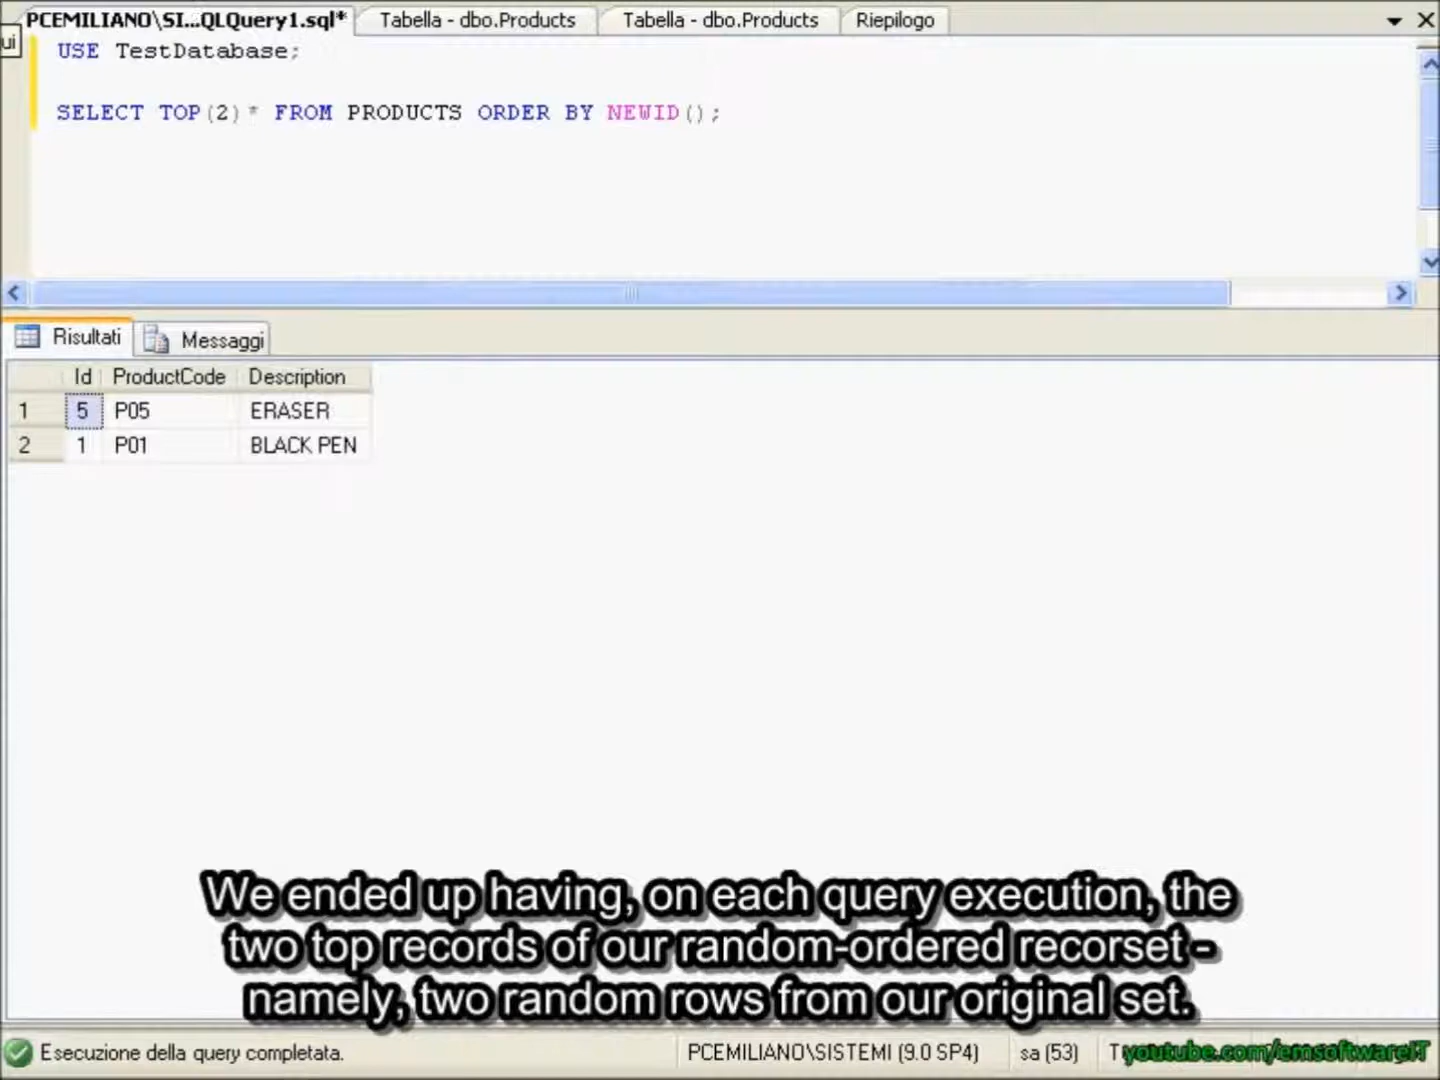 PCEMILIANO\SI...QLQuery1.sql* Tabella - dbo.Products Tabella - dbo.Products Riepilogo
ui
USE TestDatabase;
SELECT TOP(2)* FROM PRODUCTS ORDER BY NEWID();
Risultati Messaggi
Id ProductCode Description
1 5 P05 ERASER
2 1 P01 BLACK PEN
We ended up having, on each query execution, the
two top records of our random-ordered recorset -
namely, two random rows from our original set.
Esecuzione della query completata. PCEMILIANO\SISTEMI (9.0 SP4) sa (53) youtube.com/emsoftwareIT